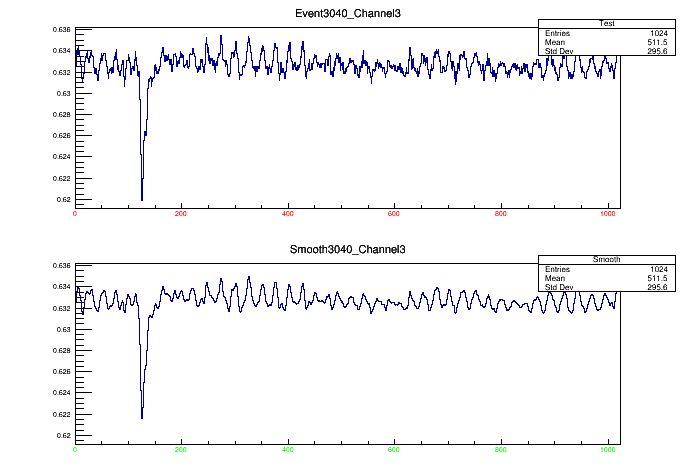 Event3040_Channel3
Test
Entries 1024
Mean 511.5
Std Dev 295.6
0.636
0.634
0.632
0.63
0.628
0.626
0.624
0.622
0.62
0 200 400 600 800 1000
Smooth3040_Channel3
Smooth
Entries 1024
Mean 511.5
Std Dev 295.6
0.636
0.634
0.632
0.63
0.628
0.626
0.624
0.622
0.62
0 200 400 600 800 1000